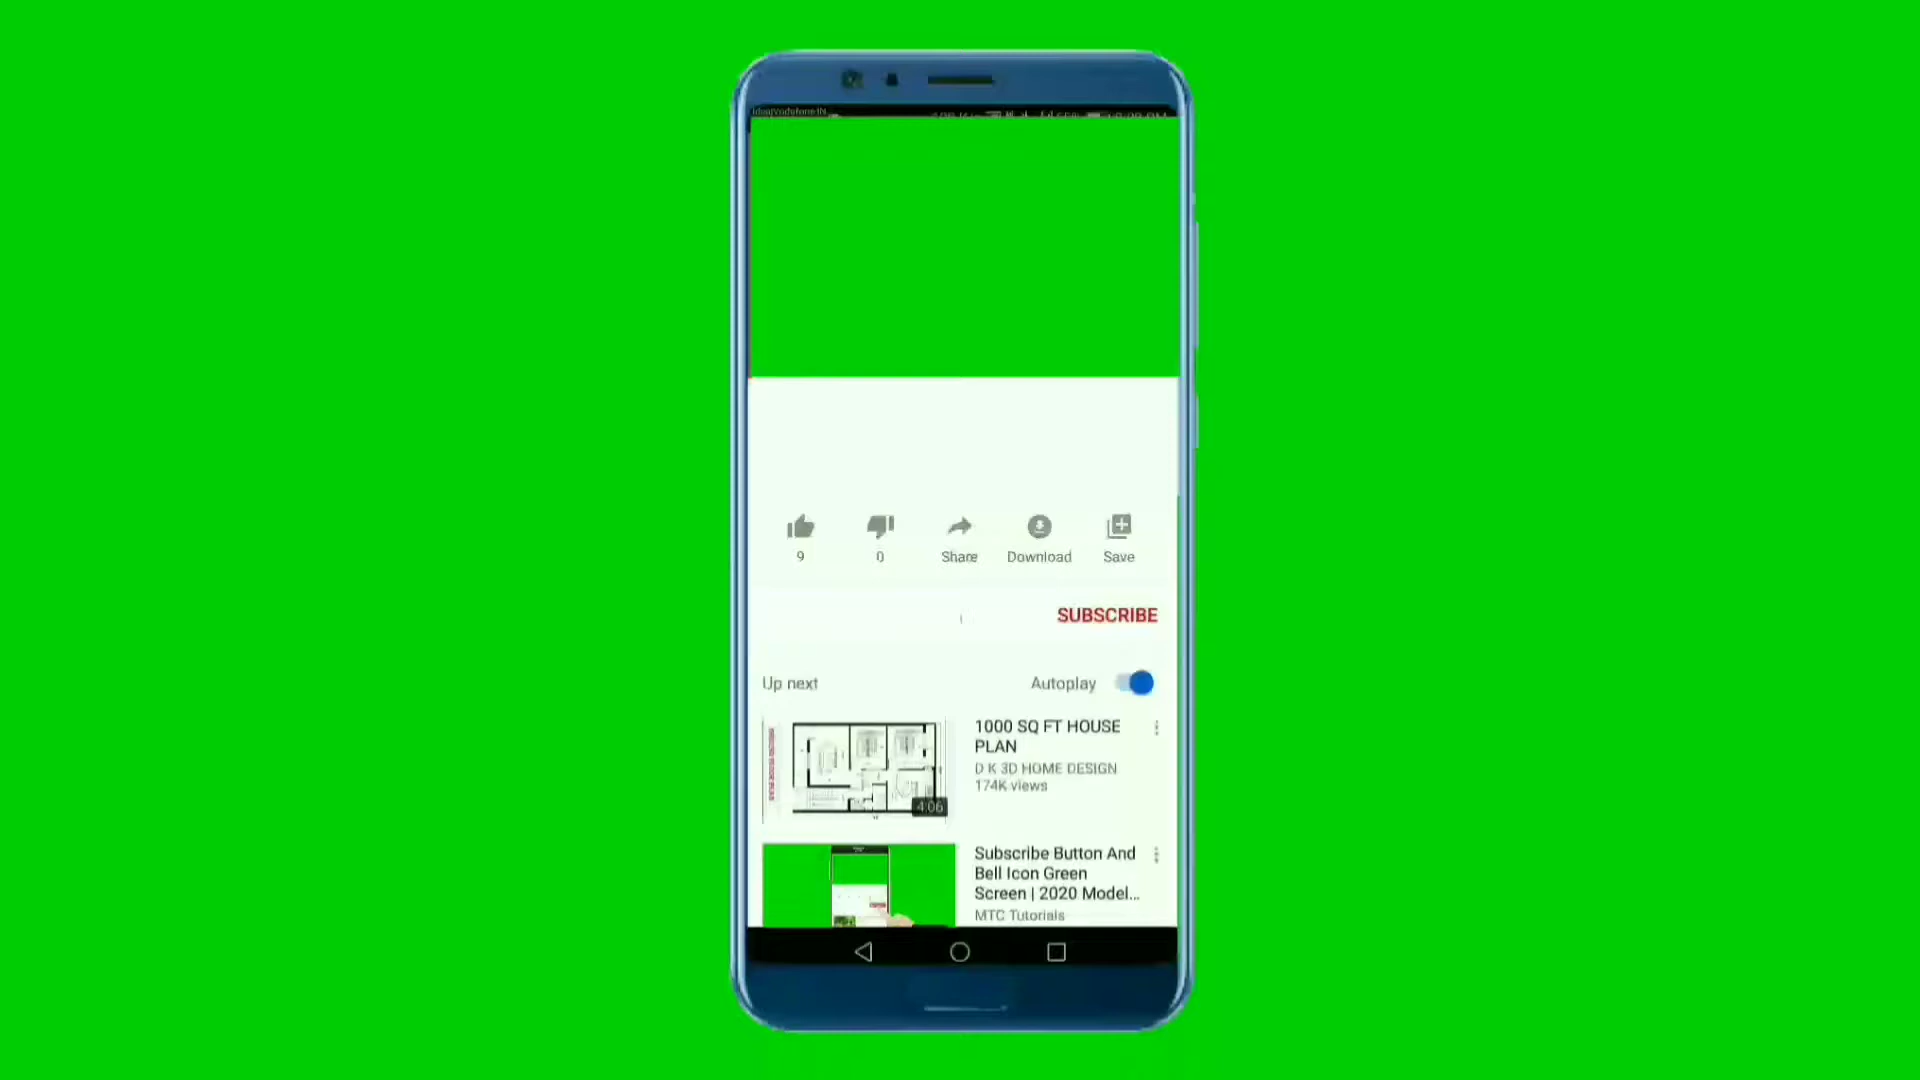 9
0
Share
Download
Save
SUBSCRIBE
Up next
Autoplay
1000 SQ FT HOUSE
PLAN
D K 3D HOME DESIGN
174K views
4:06
Subscribe Button And
Bell Icon Green
Screen | 2020 Model...
MTC Tutorials